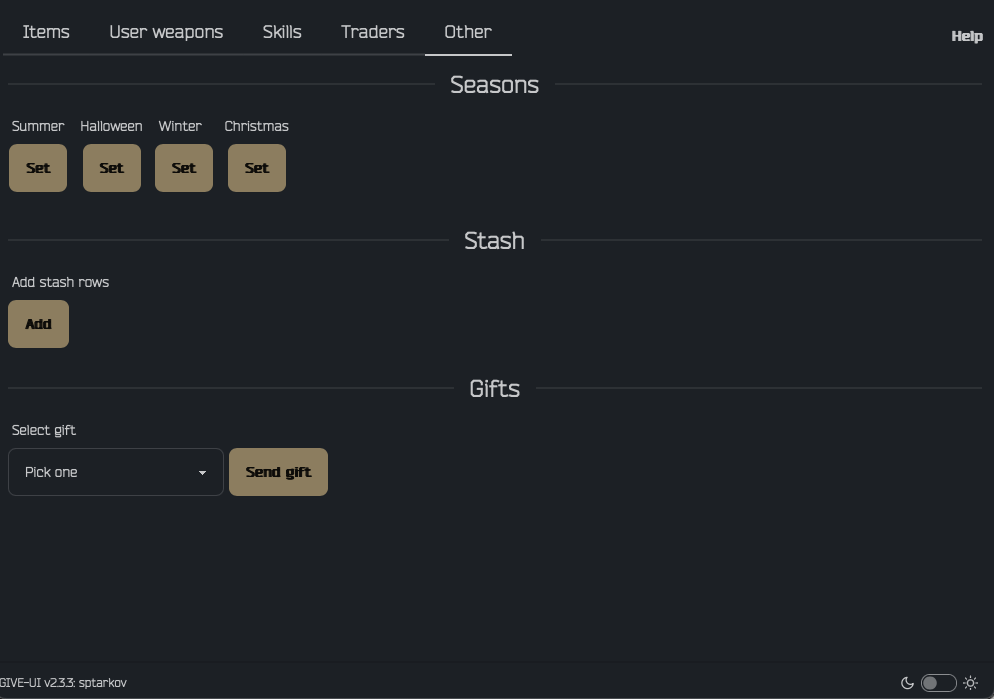 Items User weapons Skills Traders Other Help
Seasons
Summer Halloween Winter Christmas
Set Set Set Set
Stash
Add stash rows
Add
Gifts
Select gift
Pick one Send gift
GIVE-UI v2.3.3: sptarkov